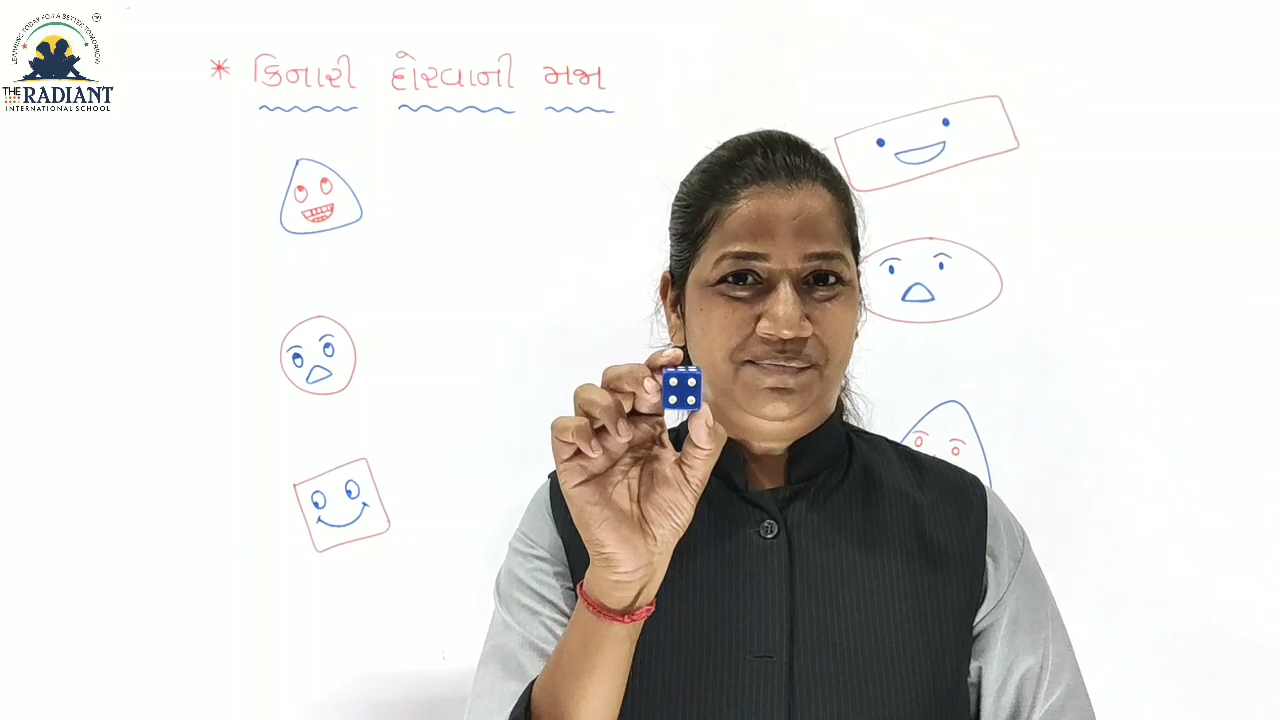 LEARNING TODAY FOR A BETTER TOMORROW
THE RADIANT
INTERNATIONAL SCHOOL
* કિનારી દોરવાની મજા